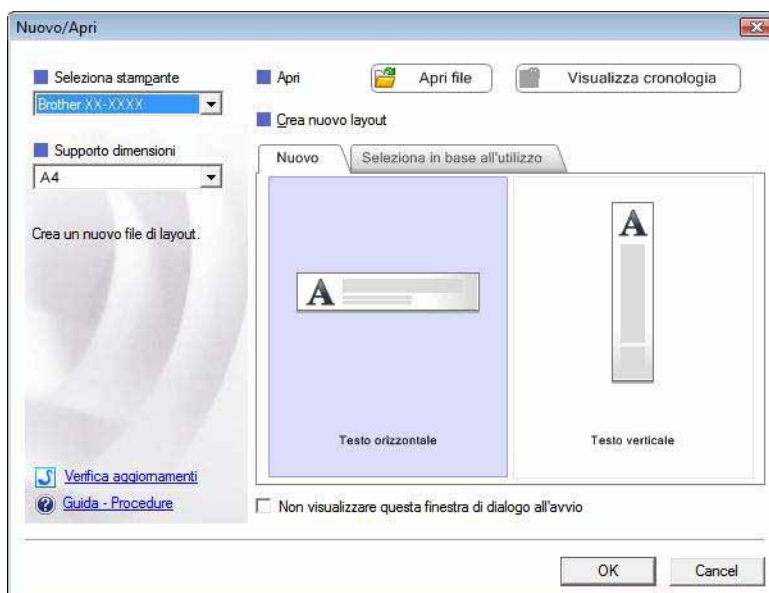 Nuovo/Apri
Seleziona stampante
Brother XX-XXXX
Supporto dimensioni
A4
Crea un nuovo file di layout.
Verifica aggiornamenti
Guida - Procedure
Apri
Apri file
Visualizza cronologia
Crea nuovo layout
Nuovo
Seleziona in base all'utilizzo
A
Testo orizzontale
A
Testo verticale
Non visualizzare questa finestra di dialogo all'avvio
OK
Cancel